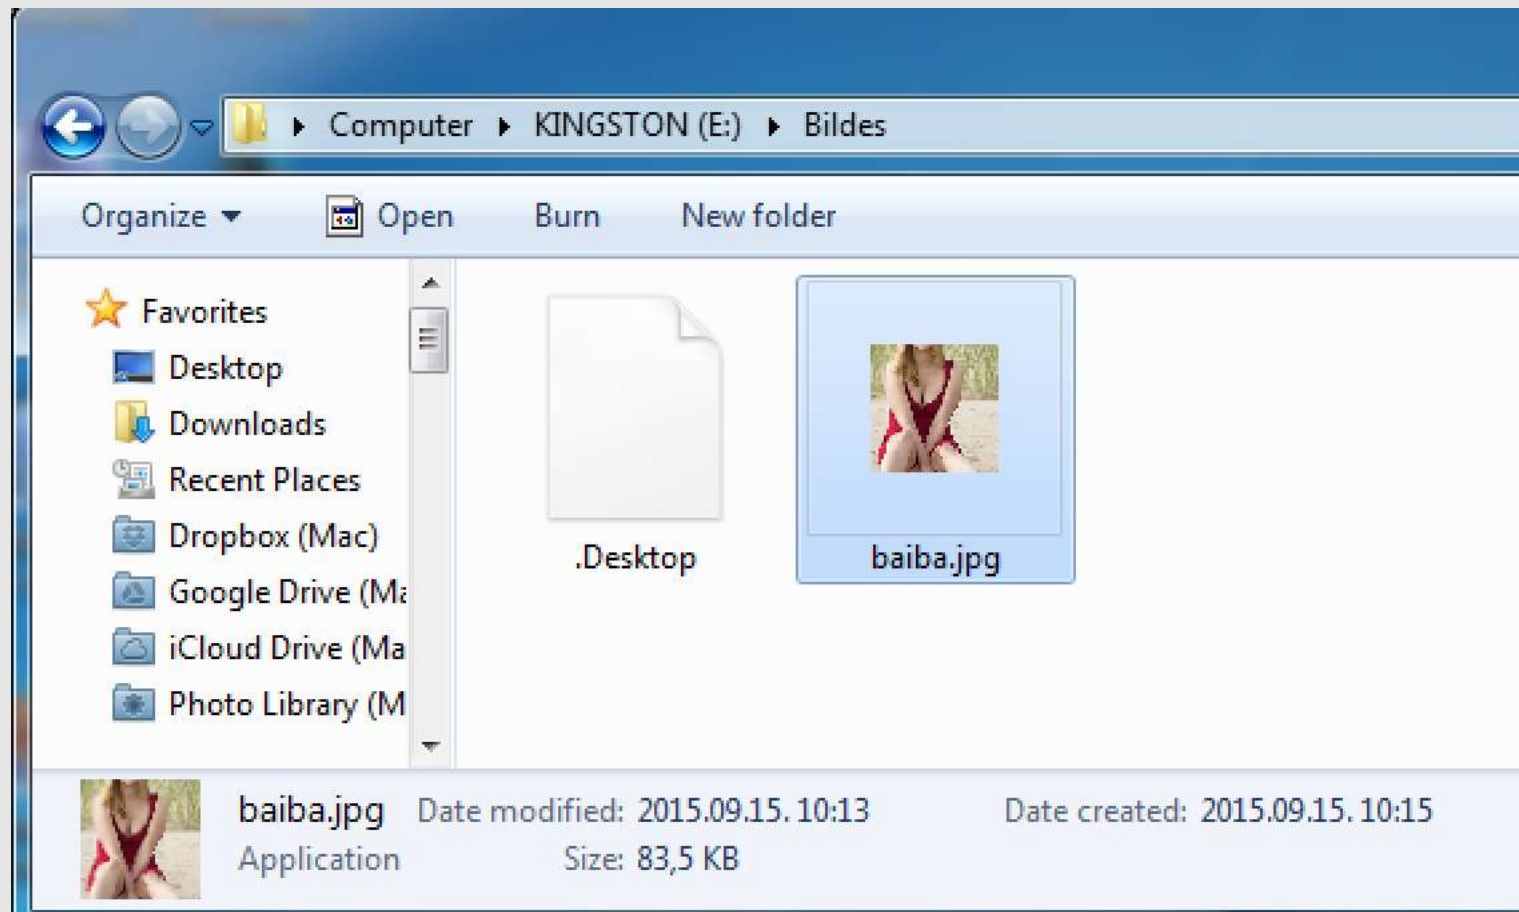 Computer KINGSTON (E:) Bildes
Organize Open Burn New folder
Favorites
Desktop
Downloads
Recent Places
Dropbox (Mac)
Google Drive (Ma
iCloud Drive (Ma
Photo Library (M
.Desktop
baiba.jpg
baiba.jpg Date modified: 2015.09.15. 10:13 Date created: 2015.09.15. 10:15
Application Size: 83,5 KB